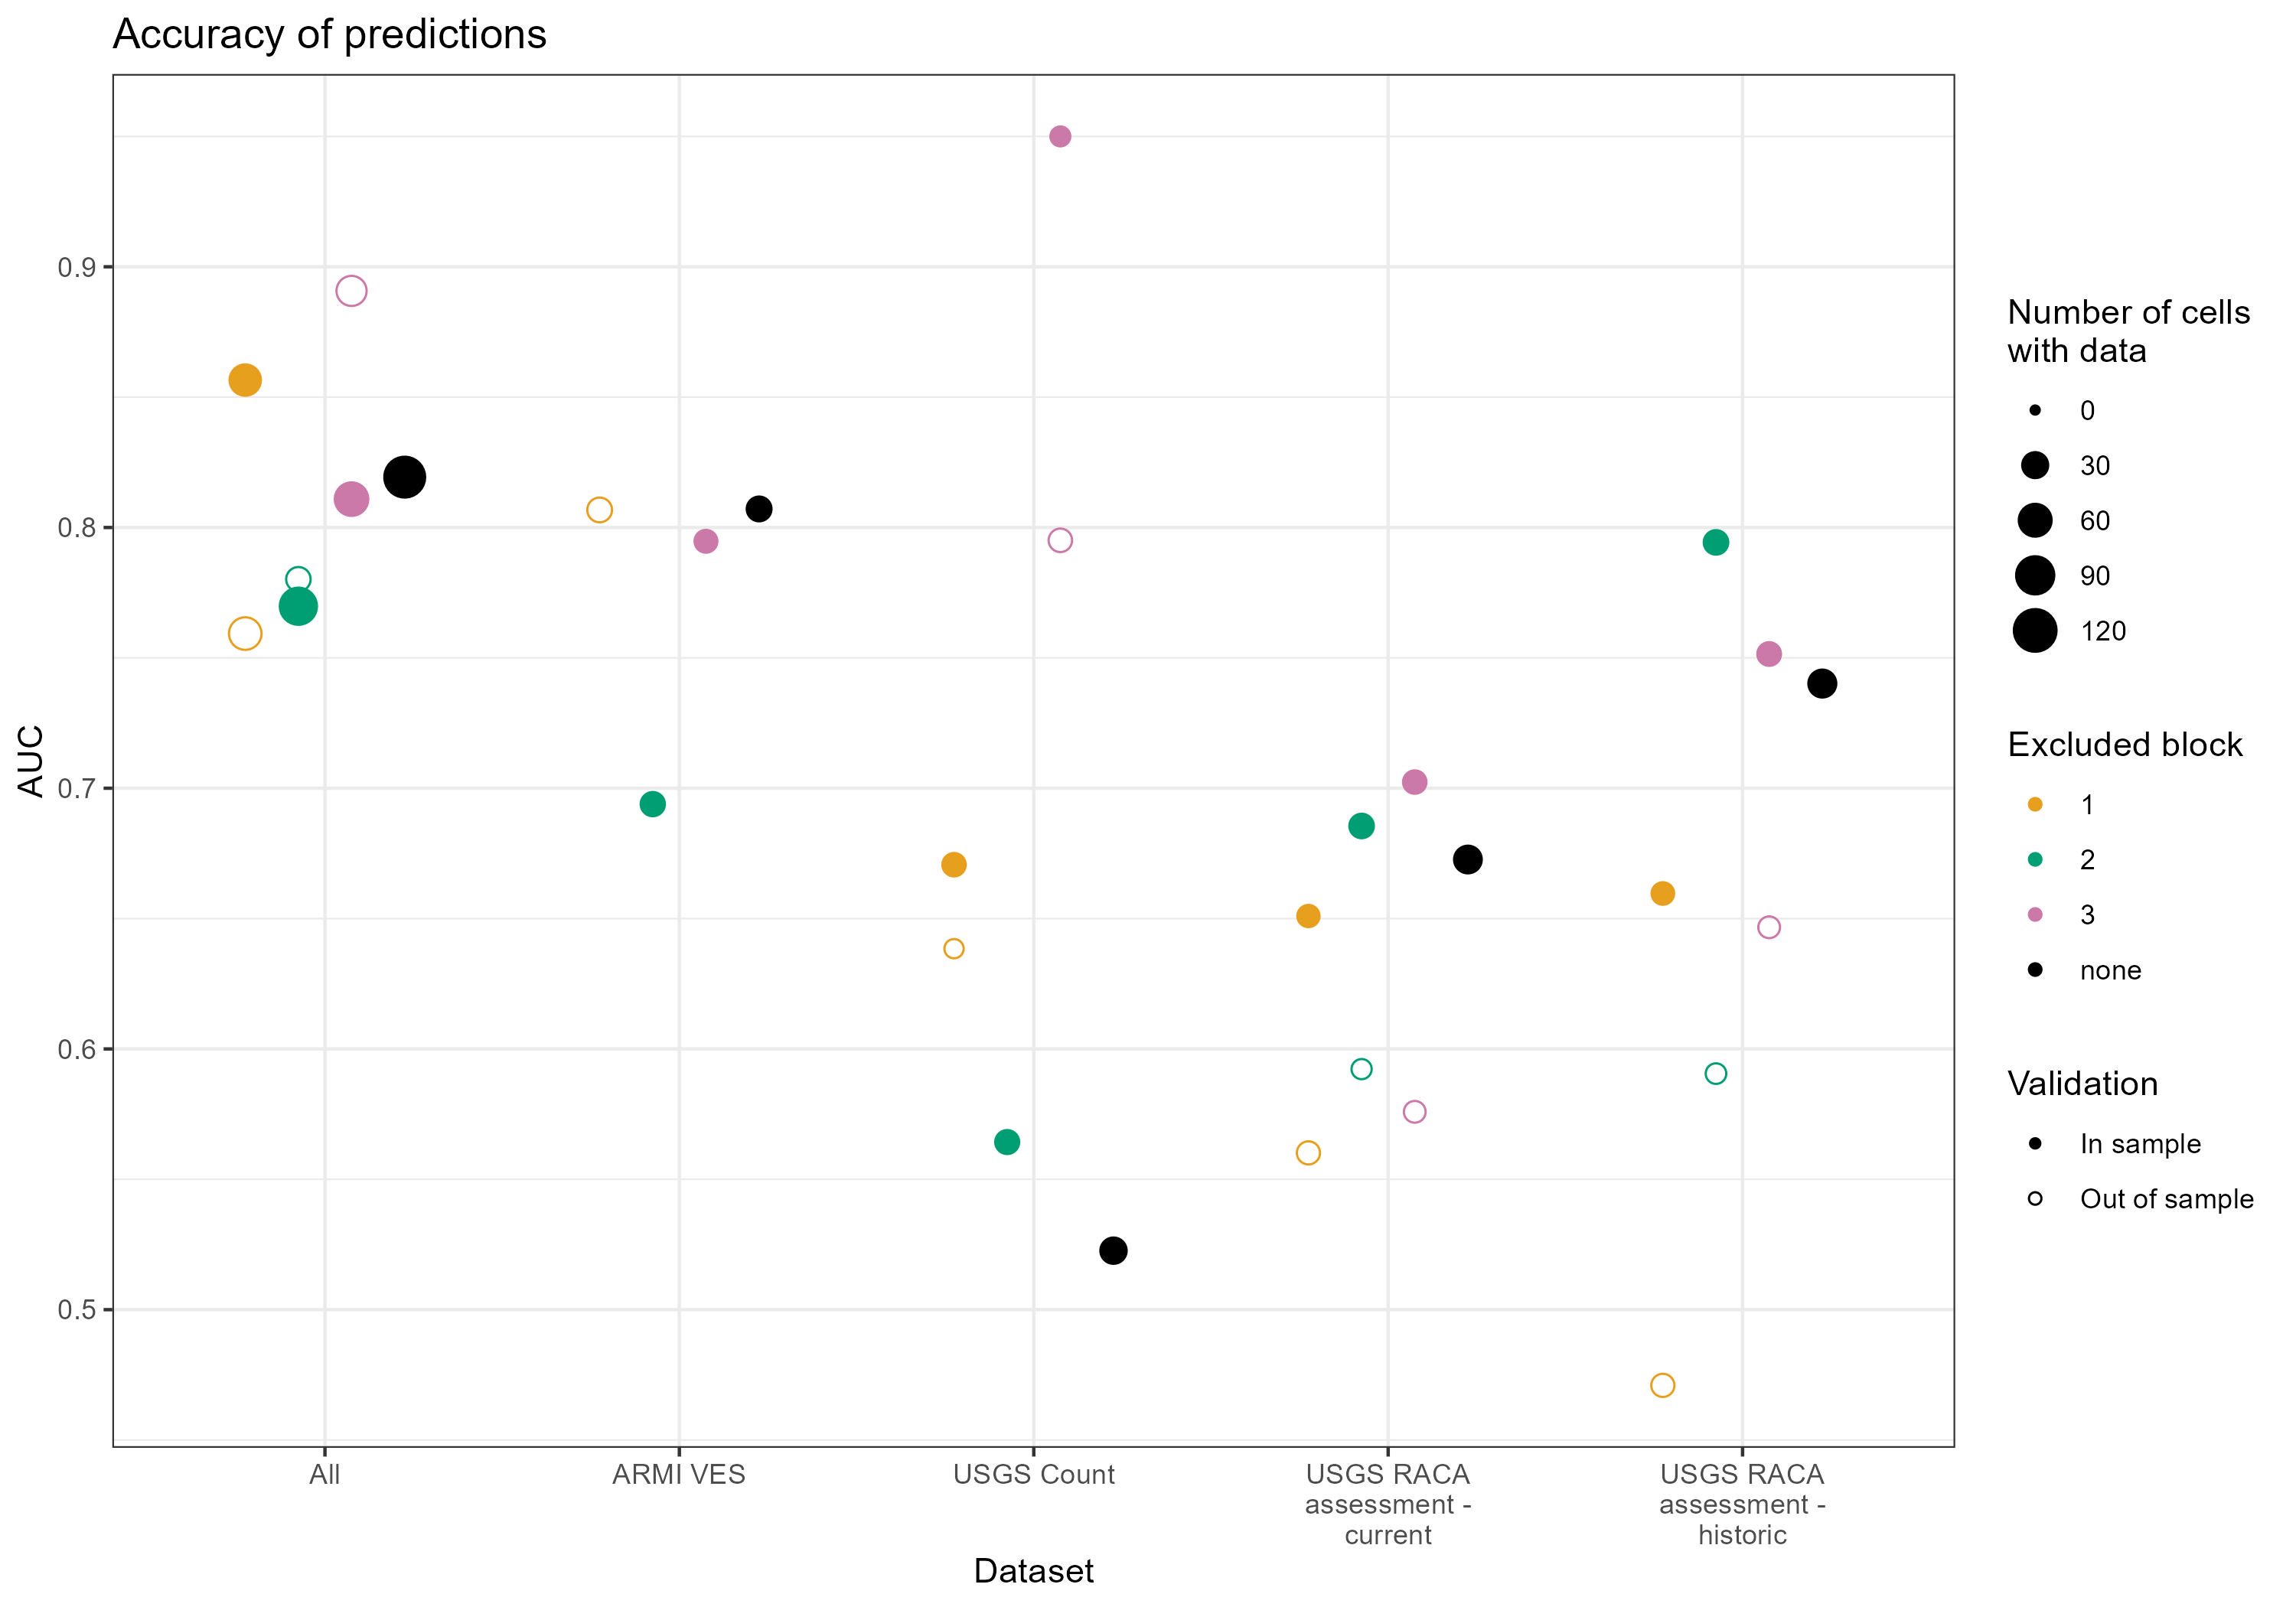 Accuracy of predictions
AUC
0.9
0.8
0.7
0.6
0.5
All
ARMI VES
USGS Count
USGS RACA
assessment -
current
USGS RACA
assessment -
historic
Dataset
Number of cells
with data
0
30
60
90
120
Excluded block
1
2
3
none
Validation
In sample
Out of sample